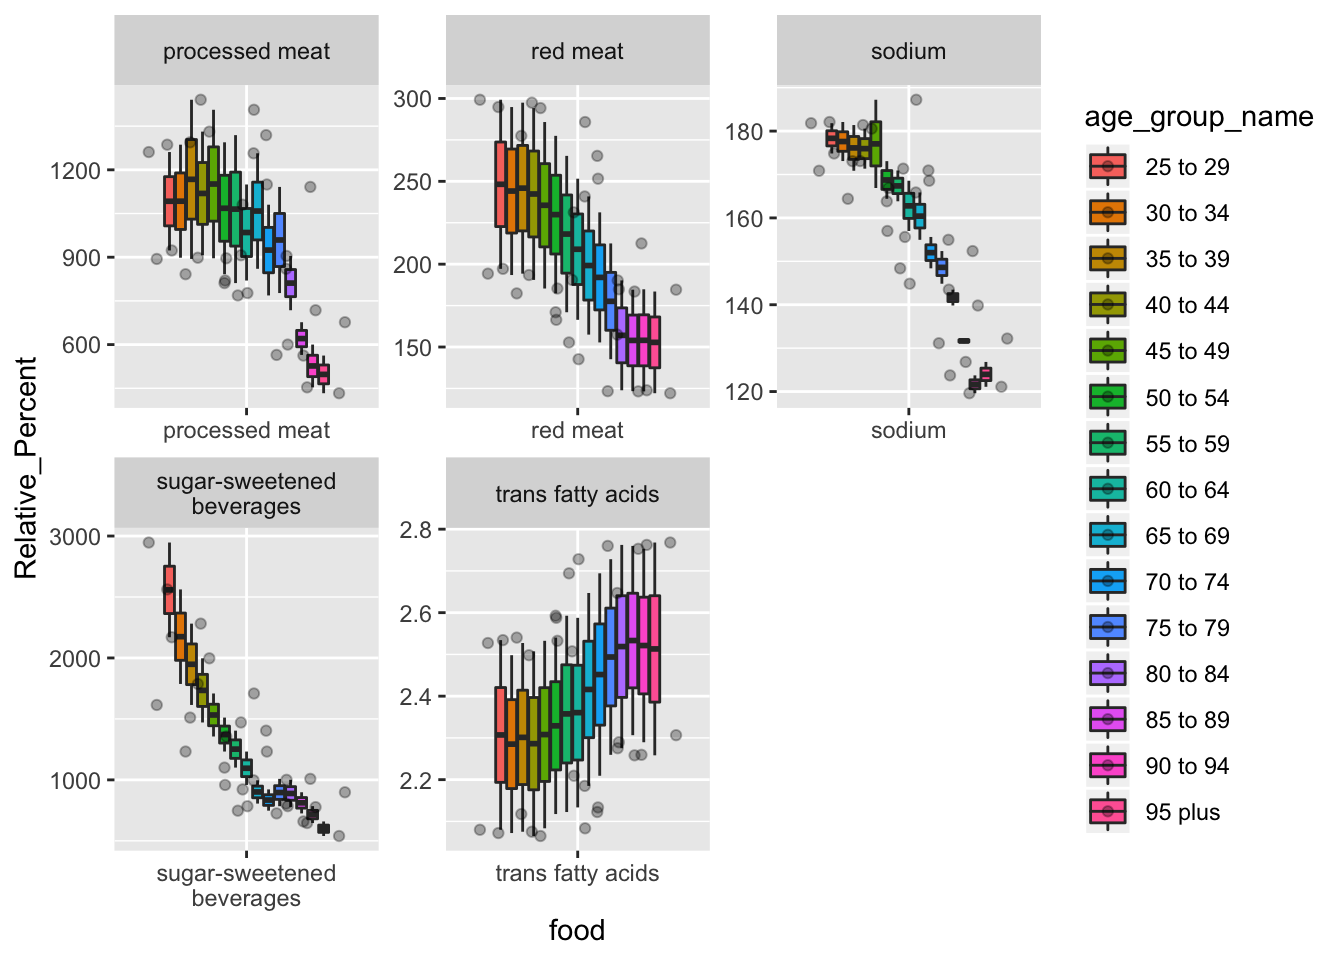 processed meat
red meat
sodium
300
250
200
150
1200
900
600
180
160
140
120
processed meat
red meat
sodium
sugar-sweetened
beverages
trans fatty acids
3000
2000
1000
2.8
2.6
2.4
2.2
sugar-sweetened
beverages
trans fatty acids
food
Relative_Percent
age_group_name
25 to 29
30 to 34
35 to 39
40 to 44
45 to 49
50 to 54
55 to 59
60 to 64
65 to 69
70 to 74
75 to 79
80 to 84
85 to 89
90 to 94
95 plus